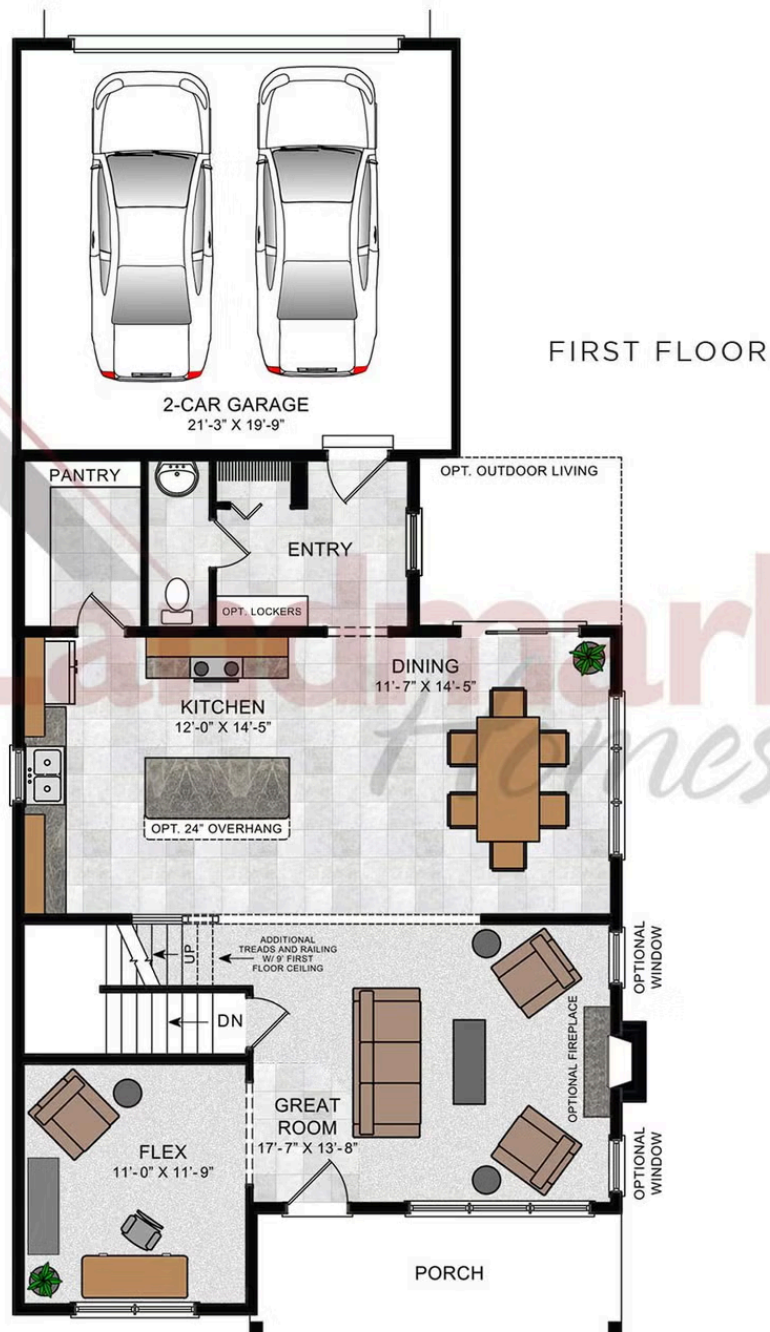 FIRST FLOOR
2-CAR GARAGE
21'-3" X 19'-9"
PANTRY
OPT. OUTDOOR LIVING
ENTRY
OPT. LOCKERS
Landmark
Homes
DINING
11'-7" X 14'-5"
KITCHEN
12'-0" X 14'-5"
OPT. 24" OVERHANG
UP
ADDITIONAL
TREADS AND RAILING
W/ 9' FIRST
FLOOR CEILING
OPTIONAL
WINDOW
DN
OPTIONAL FIREPLACE
GREAT
ROOM
17'-7" X 13'-8"
FLEX
11'-0" X 11'-9"
OPTIONAL
WINDOW
PORCH